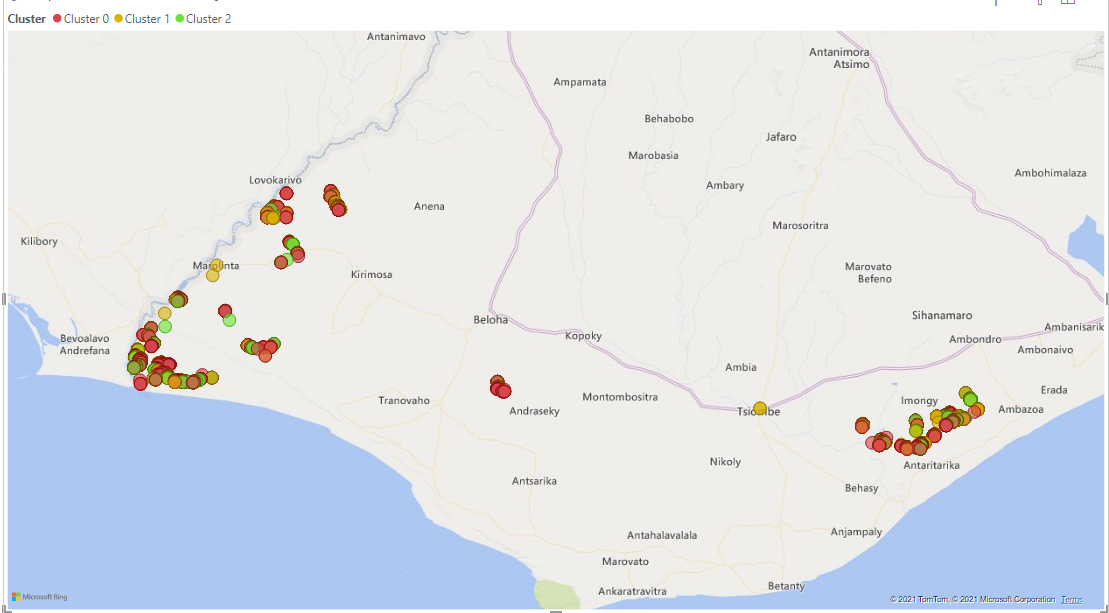 Cluster Cluster 0 Cluster 1 Cluster 2
Antanimavo
Antanimora
Atsimo
Ampamata
Behabobo
Jafaro
Marobasia
Ambohimalaza
Lovokarivo
Ambary
Anena
Marosoritra
Kilibory
Marolinta
Kirimosa
Marovato
Befeno
Beloha
Sihanamaro
Ambanisarik
Kopoky
Bevoalavo
Andrefana
Ambondro
Ambonaivo
Ambia
Erada
Montombositra
Tranovaho
Imongy
Andraseky
Tsiombe
Ambazoa
Nikoly
Antaritarika
Antsarika
Behasy
Antahalavalala
Anjampaly
Marovato
Betanty
Ankaratravitra
Microsoft Bing
© 2021 TomTom, © 2021 Microsoft Corporation Terms